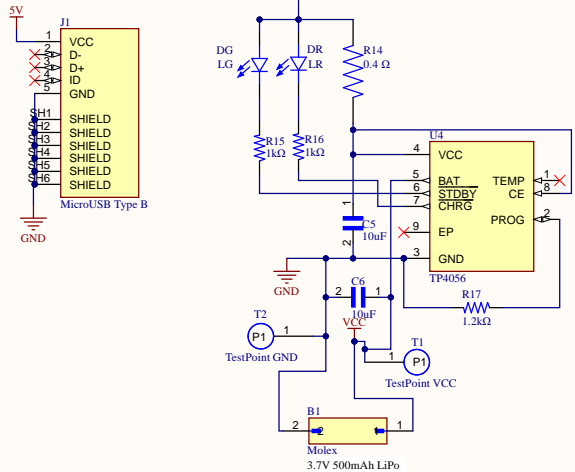 5V
J1
1 VCC
2 D-
3 D+
4 ID
5 GND
SH1 SHIELD
SH2 SHIELD
SH3 SHIELD
SH4 SHIELD
SH5 SHIELD
SH6 SHIELD
MicroUSB Type B
GND
DG
LG
DR
LR
R14
0.4 Ω
R15
1kΩ
R16
1kΩ
U4
4 VCC
5 BAT
6 STDBY
7 CHRG
9 EP
3 GND
TEMP 1
CE 8
PROG 2
TP4056
1
C5
10uF
2
GND
C6
2 1
10uF
R17
1.2kΩ
VCC
T2
P1 1
TestPoint GND
T1
1 P1
TestPoint VCC
B1
2 2 1 1
Molex
3.7V 500mAh LiPo